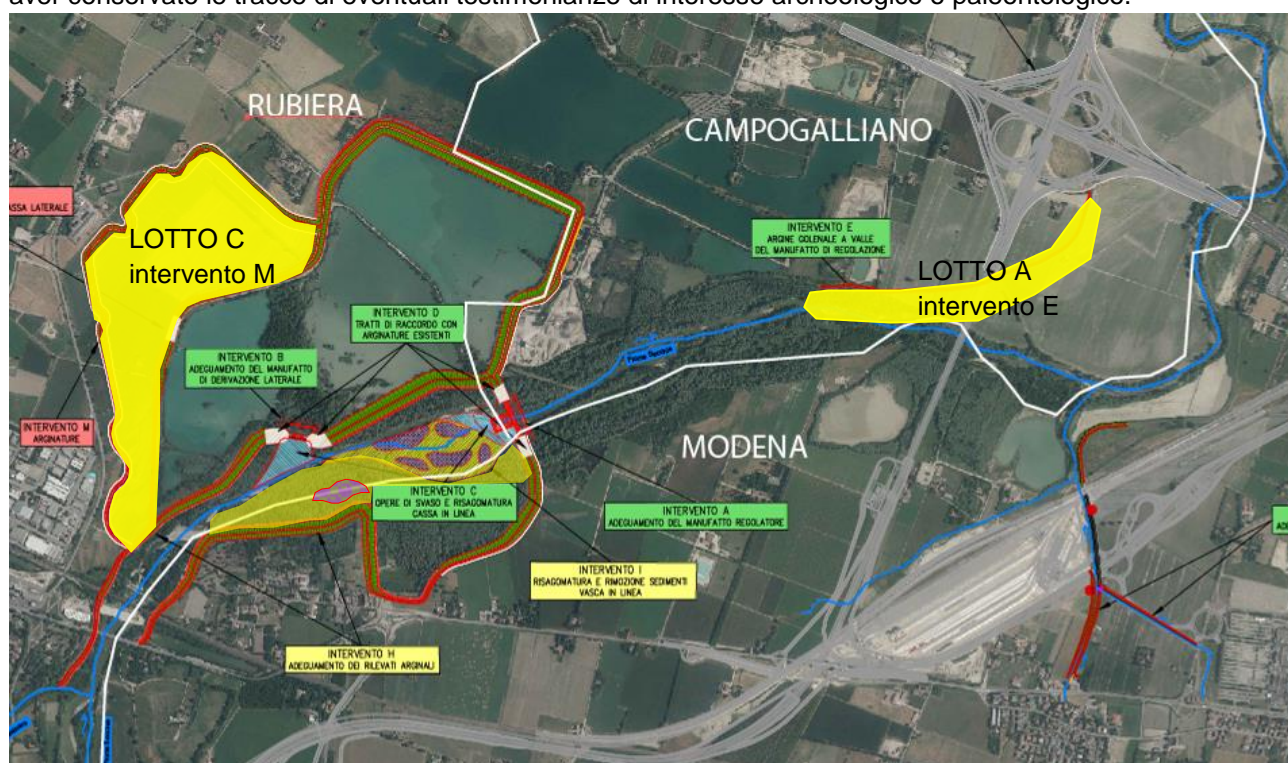 aver conservato le tracce di eventuali testimonianze di interesse archeologico e paleontologico.
RUBIERA
CAMPOGALLIANO
SSA LATERALE
LOTTO C
intervento M
INTERVENTO E
ARGINE GOLENALE A VALLE
DEL MANUFATTO DI REGOLAZIONE
LOTTO A
intervento E
INTERVENTO D
TRATTI DI RACCORDO CON
ARGINATURE ESISTENTI
INTERVENTO B
ADEGUAMENTO DEL MANUFATTO
DI DERIVAZIONE LATERALE
INTERVENTO M
ARGINATURE
MODENA
INTERVENTO C
OPERE DI SVASO E RISAGOMATURA
CASSA IN LINEA
INTERVENTO A
ADEGUAMENTO DEL MANUFATTO REGOLATORE
INTERVENTO I
RISAGOMATURA E RIMOZIONE SEDIMENTI
VASCA IN LINEA
INTERVENTO H
ADEGUAMENTO DEI RILEVATI ARGINALI